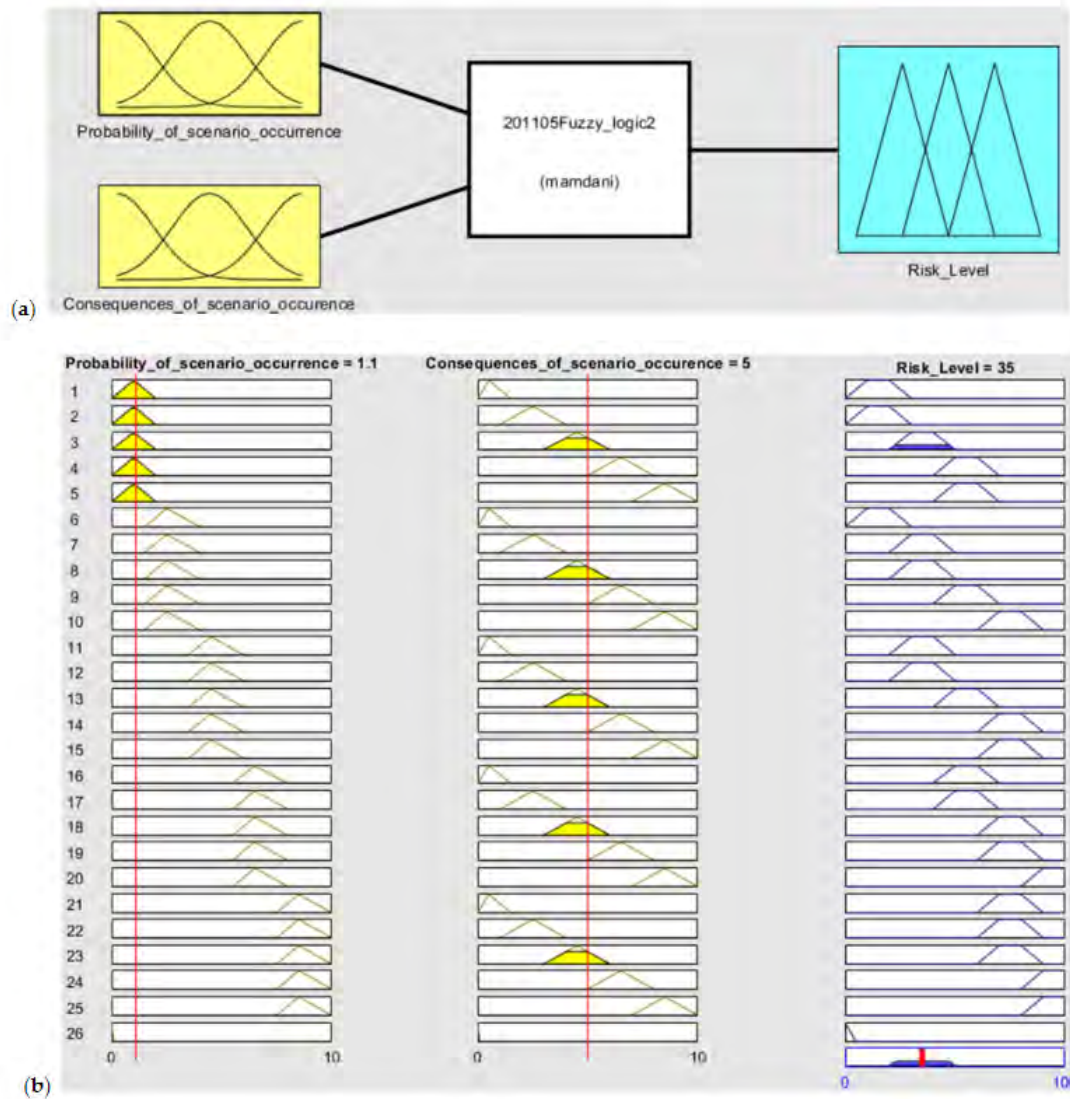 Probability_of_scenario_occurrence
201105Fuzzy_logic2
(mamdani)
Consequences_of_scenario_occurence
Risk_Level
(a)
Probability_of_scenario_occurrence = 1.1
Consequences_of_scenario_occurence = 5
Risk_Level = 35
1
2
3
4
5
6
7
8
9
10
11
12
13
14
15
16
17
18
19
20
21
22
23
24
25
26
0 10
0 10
0 10
(b)